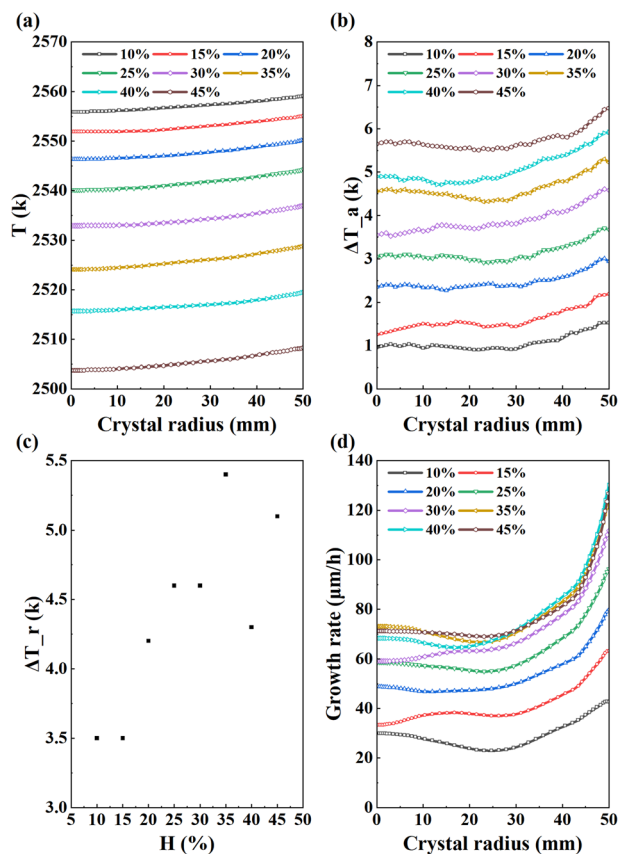 (a)
2570
2560
2550
2540
2530
2520
2510
2500
T (k)
10% 15% 20%
25% 30% 35%
40% 45%
0 10 20 30 40 50
Crystal radius (mm)
(b)
8
7
6
5
4
3
2
1
0
ΔT_a (k)
10% 15% 20%
25% 30% 35%
40% 45%
0 10 20 30 40 50
Crystal radius (mm)
(c)
5.5
5.0
4.5
4.0
3.5
3.0
ΔT_r (k)
5 10 15 20 25 30 35 40 45 50
H (%)
(d)
140
120
100
80
60
40
20
0
Growth rate (μm/h)
10% 15%
20% 25%
30% 35%
40% 45%
0 10 20 30 40 50
Crystal radius (mm)